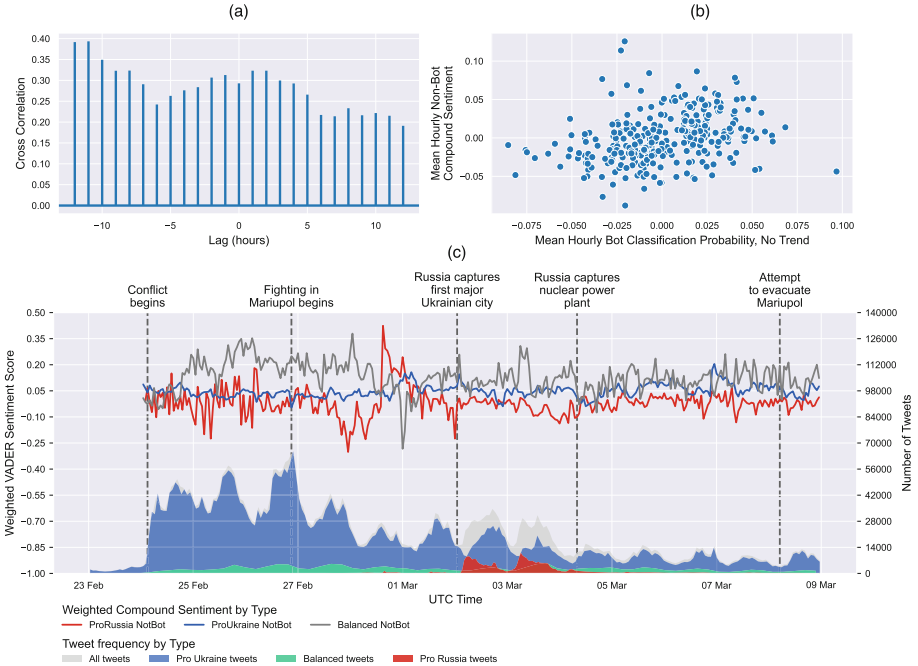 (a)
0.40
0.35
0.30
0.25
0.20
0.15
0.10
0.05
0.00
Cross Correlation
−10
−5
0
5
10
Lag (hours)
(b)
0.10
0.05
0.00
−0.05
Mean Hourly Non-Bot
Compound Sentiment
−0.075
−0.050
−0.025
0.000
0.025
0.050
0.075
0.100
Mean Hourly Bot Classification Probability, No Trend
(c)
Conflict
begins
Fighting in
Mariupol begins
Russia captures
first major
Ukrainian city
Russia captures
nuclear power
plant
Attempt
to evacuate
Mariupol
0.50
0.35
0.20
0.05
−0.10
−0.25
−0.40
−0.55
−0.70
−0.85
−1.00
Weighted VADER Sentiment Score
140000
126000
112000
98000
84000
70000
56000
42000
28000
14000
0
Number of Tweets
23 Feb
25 Feb
27 Feb
01 Mar
03 Mar
05 Mar
07 Mar
09 Mar
UTC Time
Weighted Compound Sentiment by Type
ProRussia NotBot
ProUkraine NotBot
Balanced NotBot
Tweet frequency by Type
All tweets
Pro Ukraine tweets
Balanced tweets
Pro Russia tweets